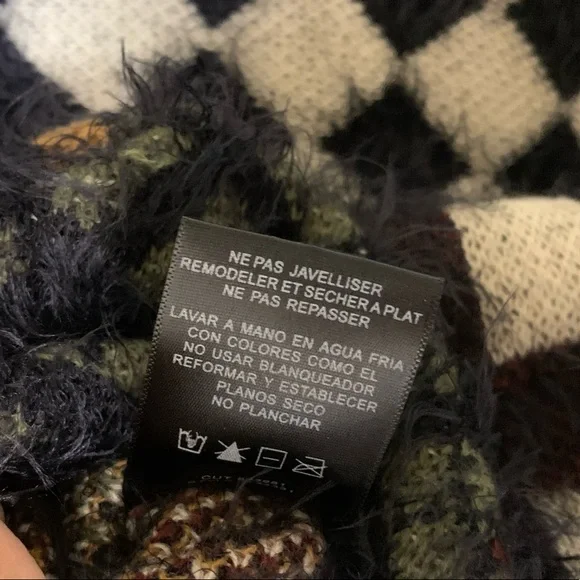 NE PAS JAVELLISER
REMODELER ET SECHER A PLAT
NE PAS REPASSER
LAVAR A MANO EN AGUA FRIA
CON COLORES COMO EL
NO USAR BLANQUEADOR
REFORMAR Y ESTABLECER
PLANOS SECO
NO PLANCHAR